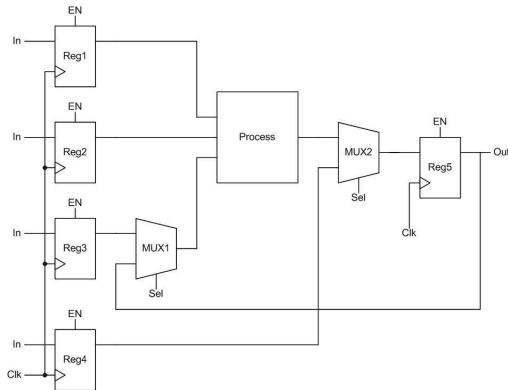 EN
In
Reg1
EN
In
Reg2
Process
MUX2
EN
Reg5
Out
Sel
Clk
EN
In
Reg3
MUX1
Sel
EN
In
Reg4
Clk